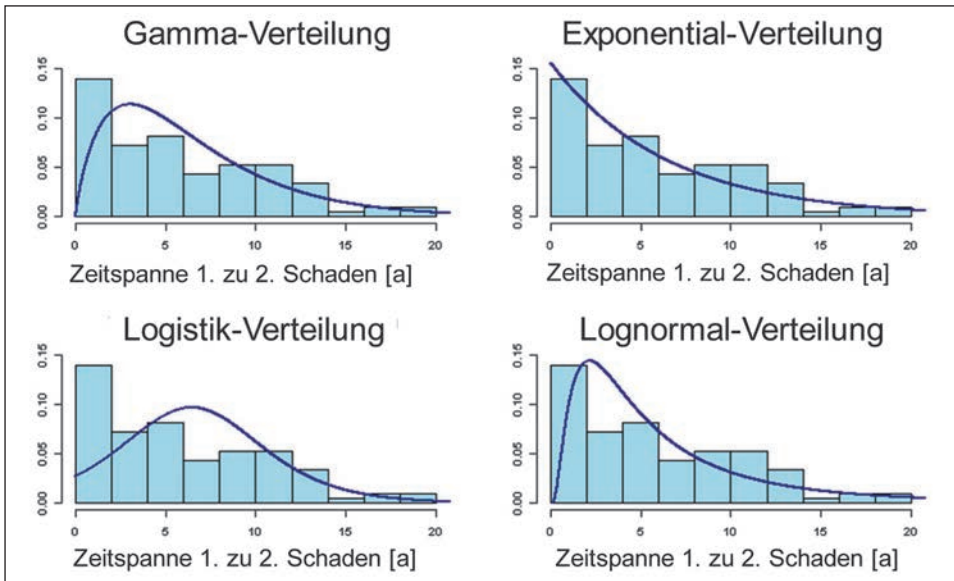 Gamma-Verteilung
0.15
0.10
0.05
0.00
0 5 10 15 20
Zeitspanne 1. zu 2. Schaden [a]
Exponential-Verteilung
0.15
0.10
0.05
0.00
0 5 10 15 20
Zeitspanne 1. zu 2. Schaden [a]
Logistik-Verteilung
0.15
0.10
0.05
0.00
0 5 10 15 20
Zeitspanne 1. zu 2. Schaden [a]
Lognormal-Verteilung
0.15
0.10
0.05
0.00
0 5 10 15 20
Zeitspanne 1. zu 2. Schaden [a]